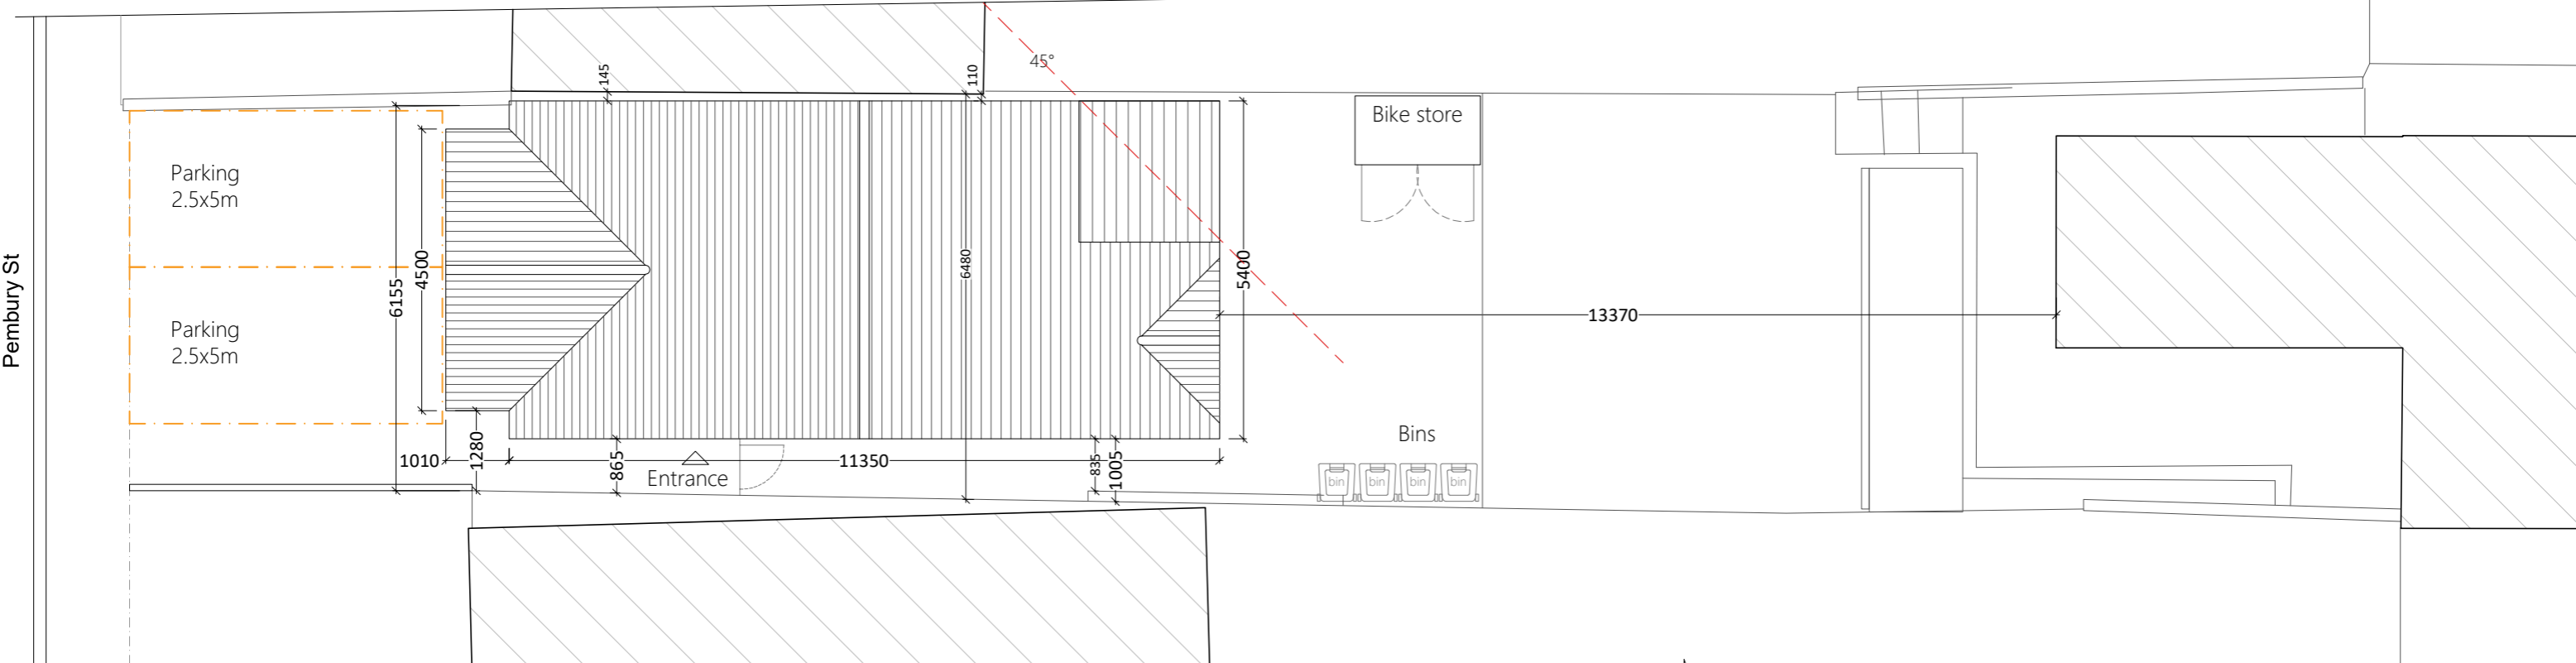 Pembury St
Parking
2.5x5m
Parking
2.5x5m
6155
4500
1010
1280
145
110
45°
6480
5400
865
Entrance
11350
835
1005
Bike store
13370
Bins
bin
bin
bin
bin